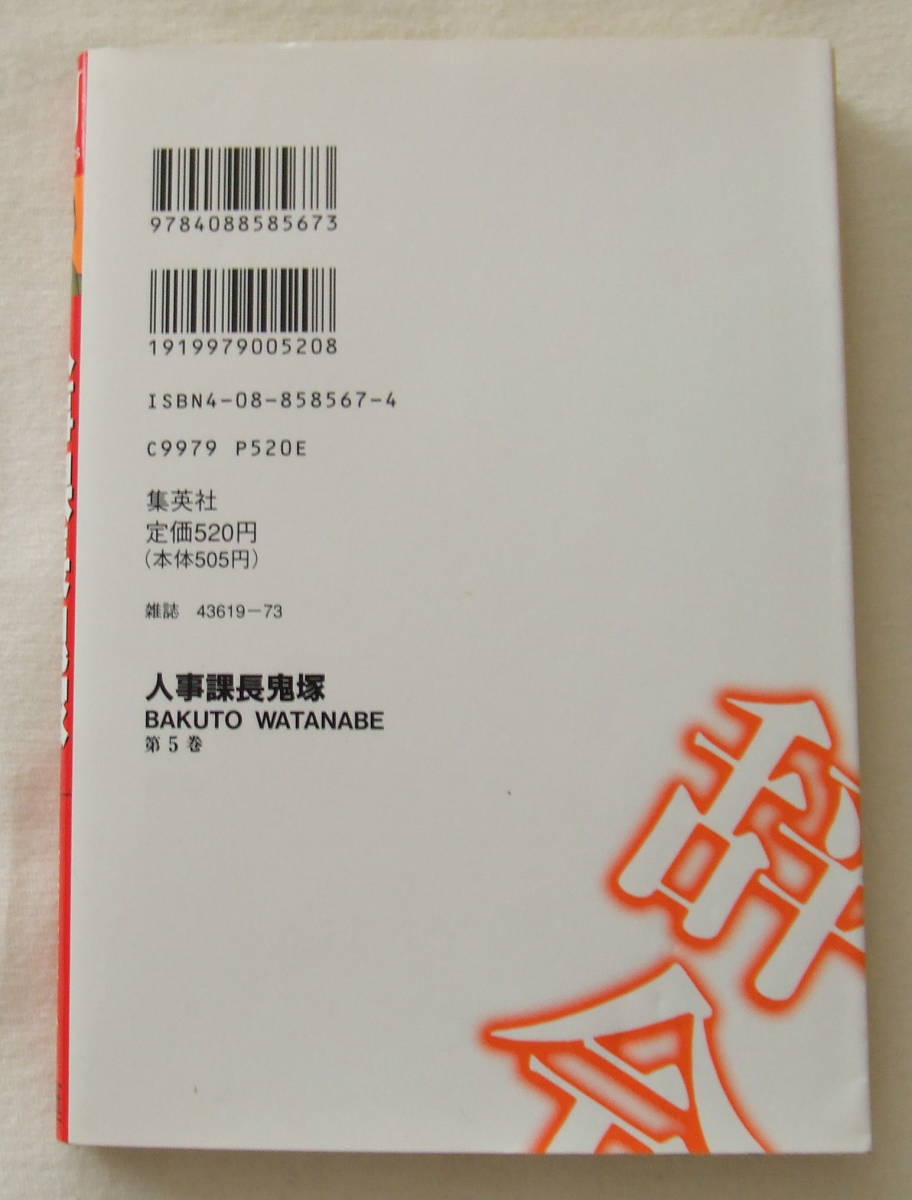 9784088585673
1919979005208
ISBN4-08-858567-4
C9979 P520E
集英社
定価520円
(本体505円)
雑誌 43619-73
人事課長鬼塚
BAKUTO WATANABE
第5巻
辞
令